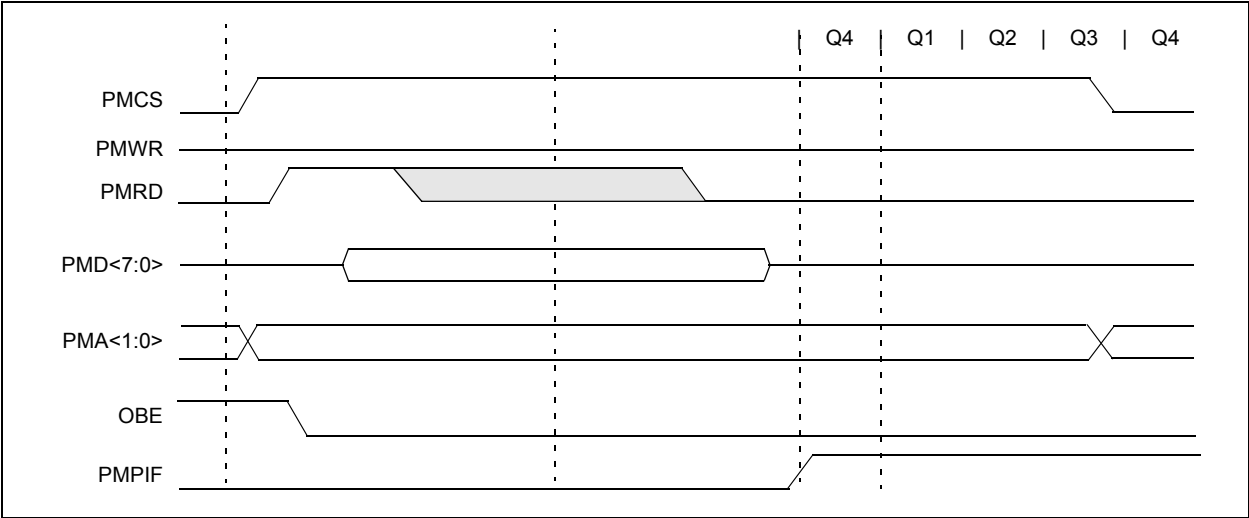 | Q4 | Q1 | Q2 | Q3 | Q4
PMCS
PMWR
PMRD
PMD<7:0>
PMA<1:0>
OBE
PMPIF